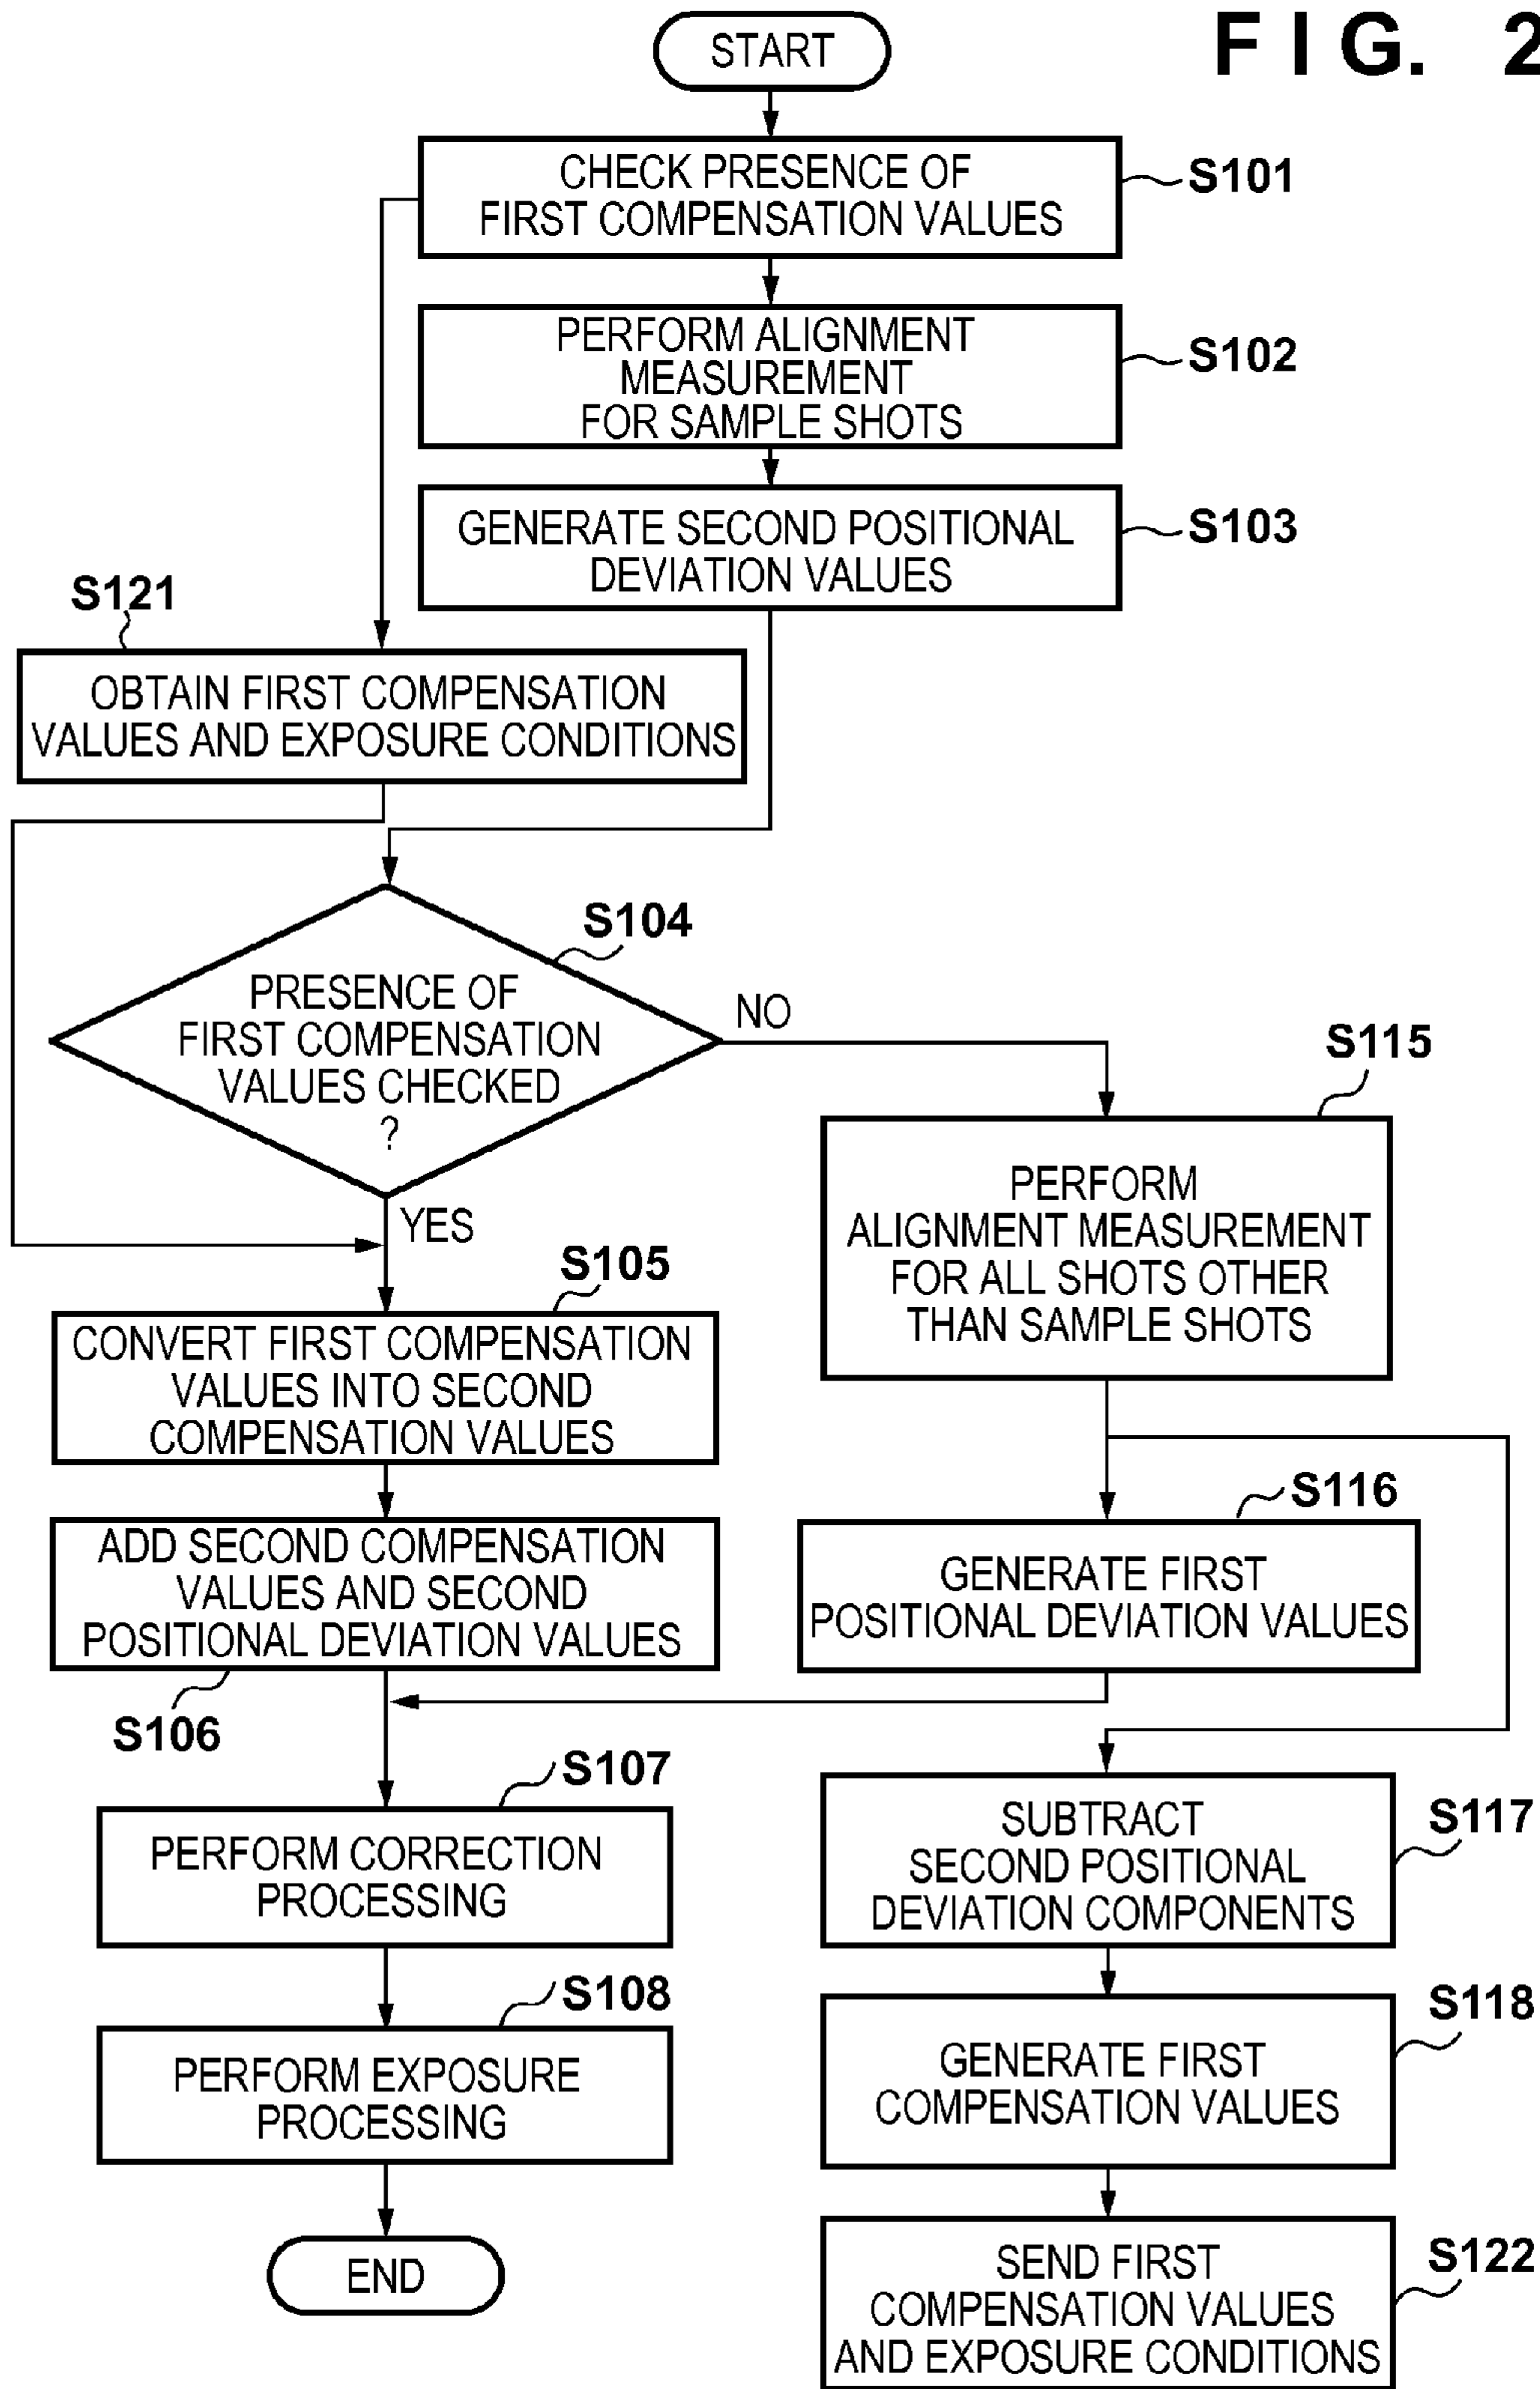 F I G. 2
START
CHECK PRESENCE OF
FIRST COMPENSATION VALUES
S101
PERFORM ALIGNMENT
MEASUREMENT
FOR SAMPLE SHOTS
S102
GENERATE SECOND POSITIONAL
DEVIATION VALUES
S103
S121
OBTAIN FIRST COMPENSATION
VALUES AND EXPOSURE CONDITIONS
S104
PRESENCE OF
FIRST COMPENSATION
VALUES CHECKED
?
NO
YES
S115
PERFORM
ALIGNMENT MEASUREMENT
FOR ALL SHOTS OTHER
THAN SAMPLE SHOTS
S105
CONVERT FIRST COMPENSATION
VALUES INTO SECOND
COMPENSATION VALUES
S116
GENERATE FIRST
POSITIONAL DEVIATION VALUES
ADD SECOND COMPENSATION
VALUES AND SECOND
POSITIONAL DEVIATION VALUES
S106
S107
PERFORM CORRECTION
PROCESSING
SUBTRACT
SECOND POSITIONAL
DEVIATION COMPONENTS
S117
S108
PERFORM EXPOSURE
PROCESSING
GENERATE FIRST
COMPENSATION VALUES
S118
END
SEND FIRST
COMPENSATION VALUES
AND EXPOSURE CONDITIONS
S122